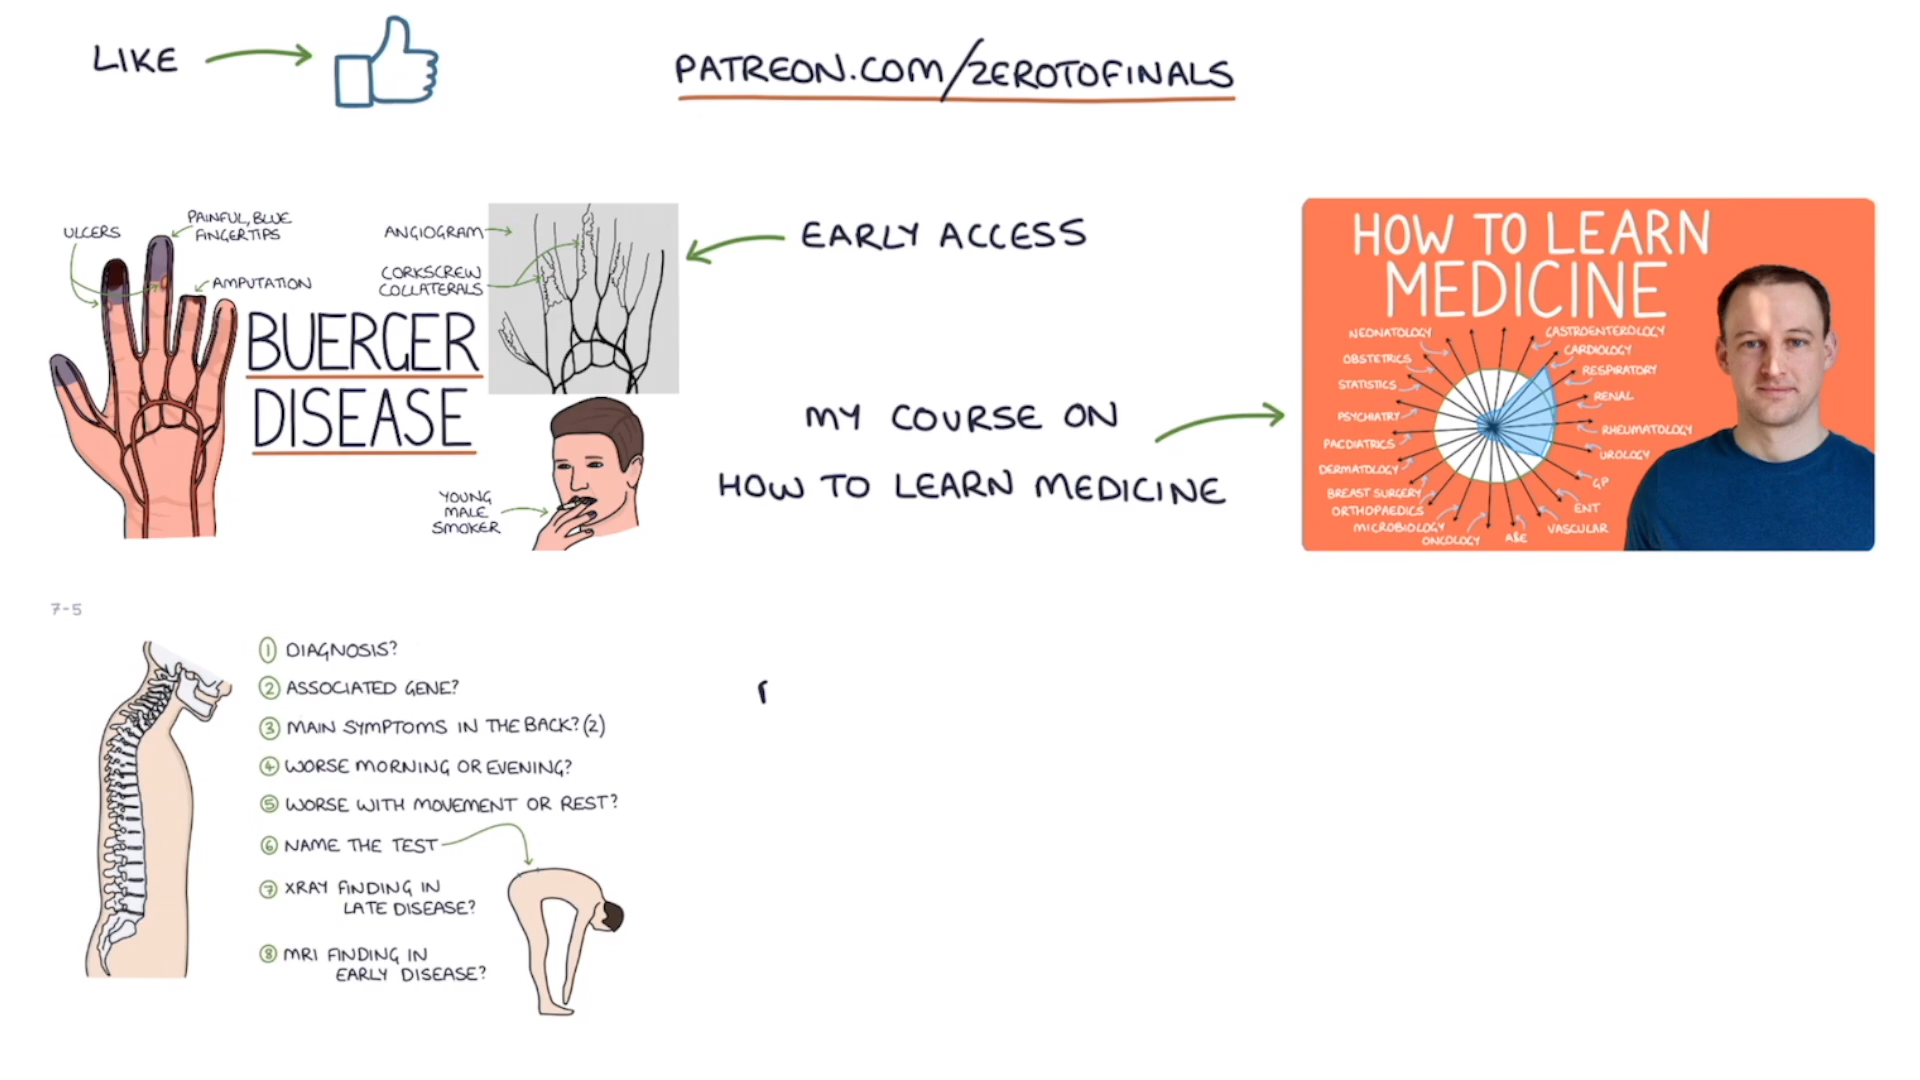 LIKE
PATREON.COM/ZEROTOFINALS
ULCERS
PAINFUL, BLUE
FINGERTIPS
AMPUTATION
BUERGER
DISEASE
ANGIOGRAM
CORKSCREW
COLLATERALS
YOUNG
MALE
SMOKER
EARLY ACCESS
MY COURSE ON
HOW TO LEARN MEDICINE
HOW TO LEARN
MEDICINE
NEONATOLOGY
OBSTETRICS
STATISTICS
PSYCHIATRY
PAEDIATRICS
DERMATOLOGY
BREAST SURGERY
ORTHOPAEDICS
MICROBIOLOGY
ONCOLOGY
A&E
VASCULAR
ENT
GP
UROLOGY
RHEUMATOLOGY
RENAL
RESPIRATORY
CARDIOLOGY
GASTROENTEROLOGY
7-5
1 DIAGNOSIS?
2 ASSOCIATED GENE?
3 MAIN SYMPTOMS IN THE BACK? (2)
4 WORSE MORNING OR EVENING?
5 WORSE WITH MOVEMENT OR REST?
6 NAME THE TEST
7 XRAY FINDING IN
LATE DISEASE?
8 MRI FINDING IN
EARLY DISEASE?